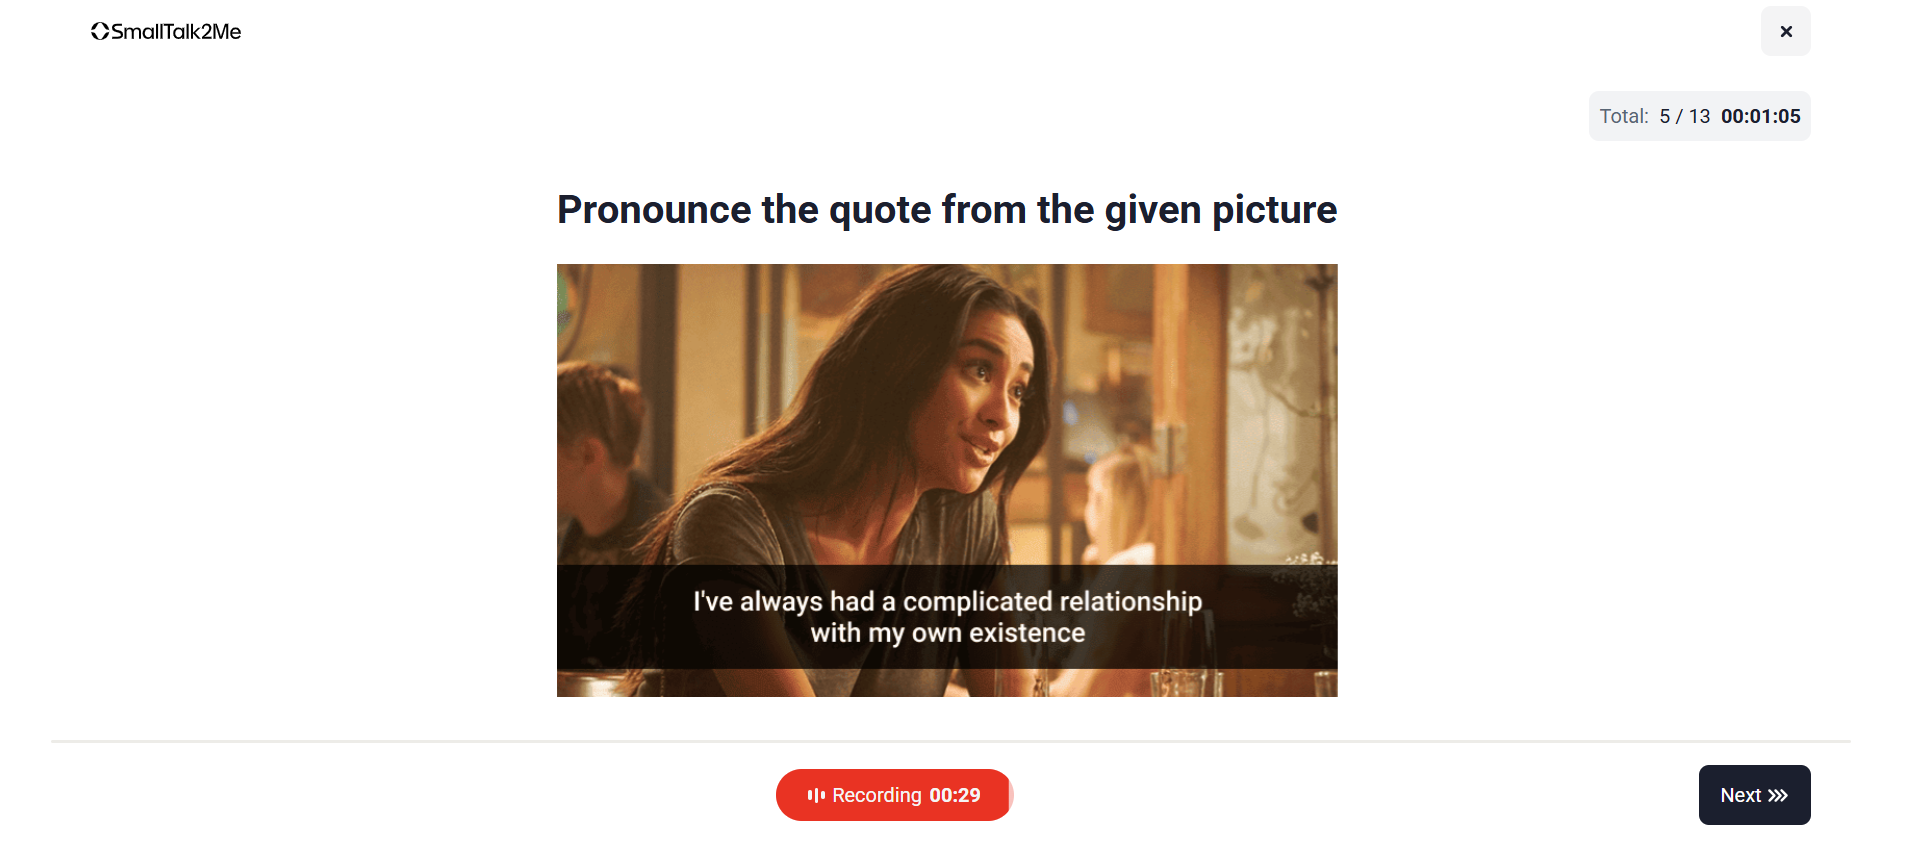 SmallTalk2Me
Total: 5 / 13 00:01:05
Pronounce the quote from the given picture
I've always had a complicated relationship
with my own existence
Recording 00:29
Next